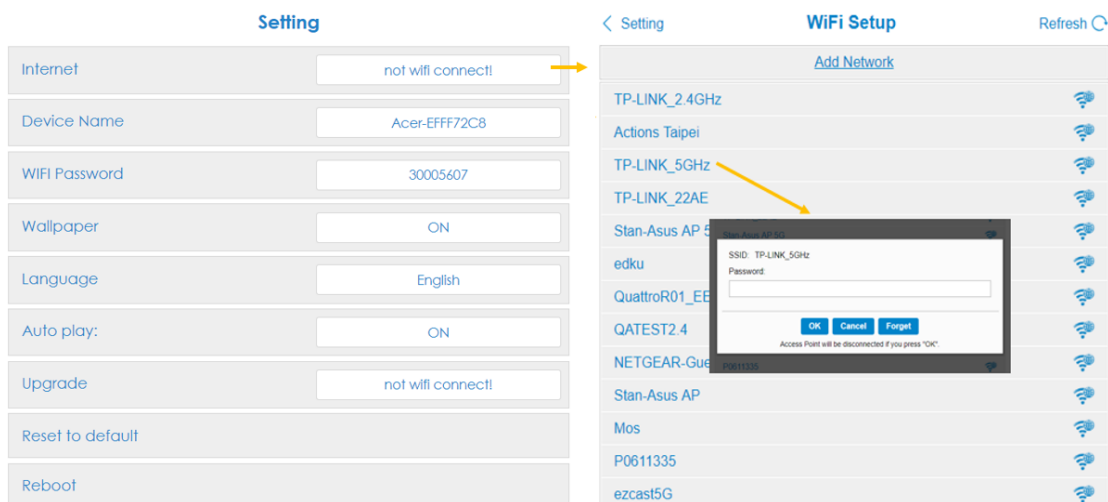 Setting
Internet
not wifi connect!
Device Name
Acer-EFFF72C8
WIFI Password
30005607
Wallpaper
ON
Language
English
Auto play:
ON
Upgrade
not wifi connect!
Reset to default
Reboot
Setting
WiFi Setup
Refresh
Add Network
TP-LINK_2.4GHz
Actions Taipei
TP-LINK_5GHz
TP-LINK_22AE
Stan-Asus AP 5
edku
QuattroR01_EE
QATEST2.4
NETGEAR-Gue
Stan-Asus AP
Mos
P0611335
ezcast5G
Stan-Asus AP 5G
SSID: TP-LINK_5GHz
Password:
OK Cancel Forget
Access Point will be disconnected if you press "OK".
P0611335